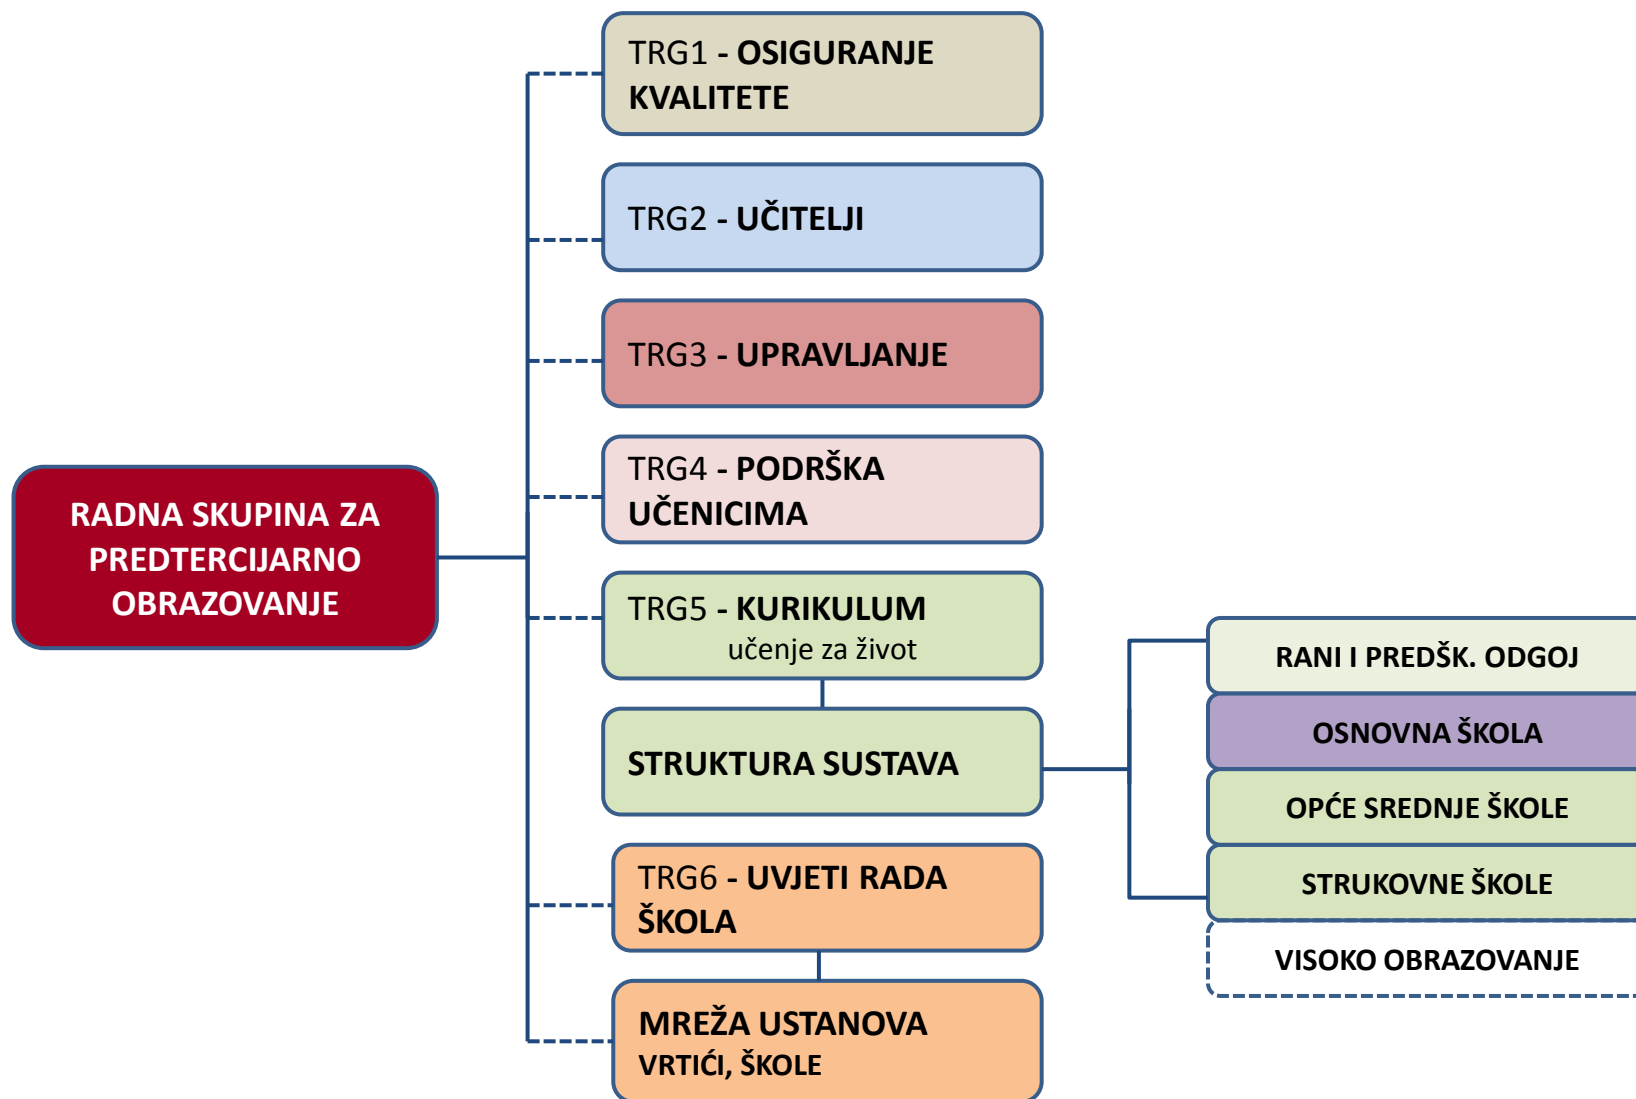 TRG1 - OSIGURANJE
KVALITETE
TRG2 - UČITELJI
TRG3 - UPRAVLJANJE
TRG4 - PODRŠKA
UČENICIMA
RADNA SKUPINA ZA
PREDTERCIJARNO
OBRAZOVANJE
TRG5 - KURIKULUM
učenje za život
STRUKTURA SUSTAVA
RANI I PREDŠK. ODGOJ
OSNOVNA ŠKOLA
OPĆE SREDNJE ŠKOLE
STRUKOVNE ŠKOLE
VISOKO OBRAZOVANJE
TRG6 - UVJETI RADA
ŠKOLA
MREŽA USTANOVA
VRTIĆI, ŠKOLE